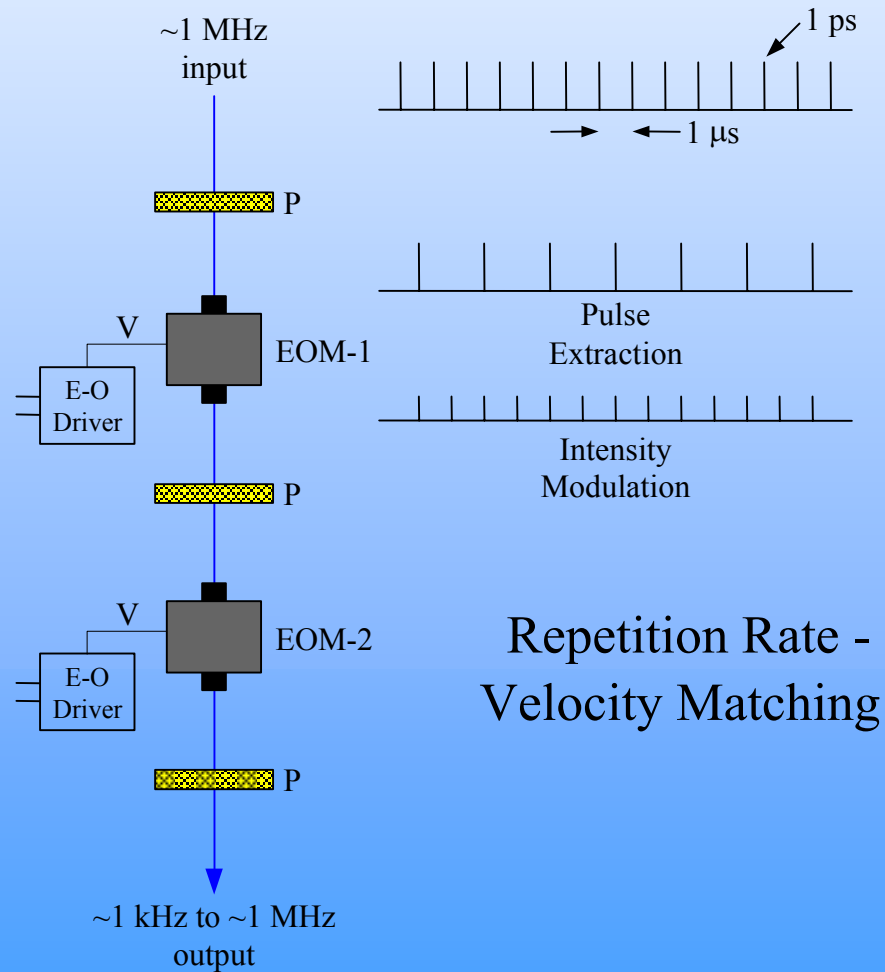 ~1 MHz
input
1 ps
1 μs
P
Pulse
Extraction
V
EOM-1
E-O
Driver
Intensity
Modulation
P
V
EOM-2
E-O
Driver
Repetition Rate -
Velocity Matching
P
~1 kHz to ~1 MHz
output